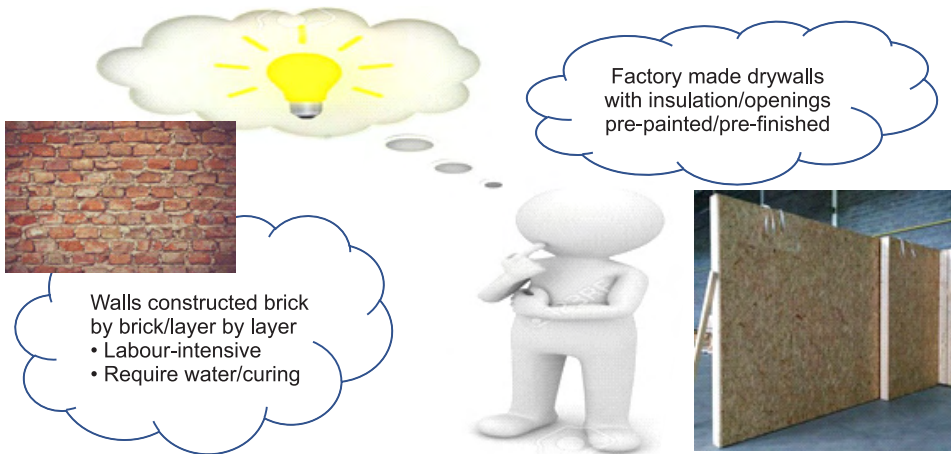 Factory made drywalls
with insulation/openings
pre-painted/pre-finished
Walls constructed brick
by brick/layer by layer
• Labour-intensive
• Require water/curing